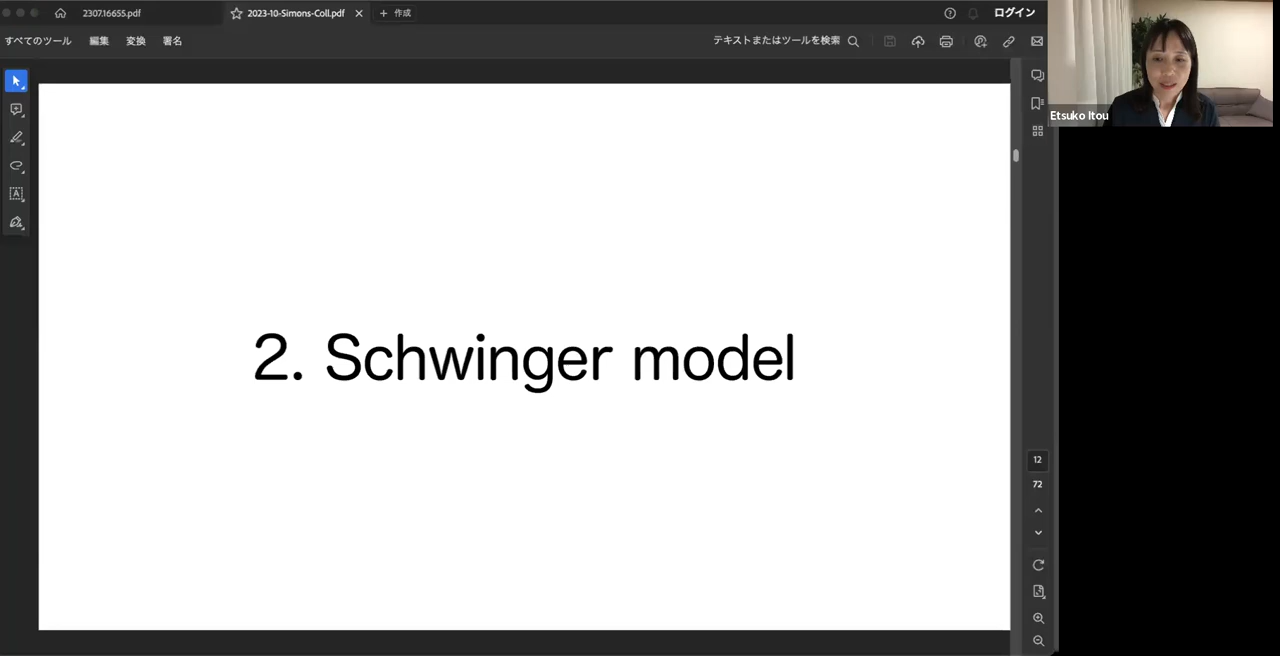 2307.16655.pdf
2023-10-Simons-Coll.pdf
作成
ログイン
すべてのツール
編集
変換
署名
テキストまたはツールを検索
Etsuko Itou
2. Schwinger model
12
72